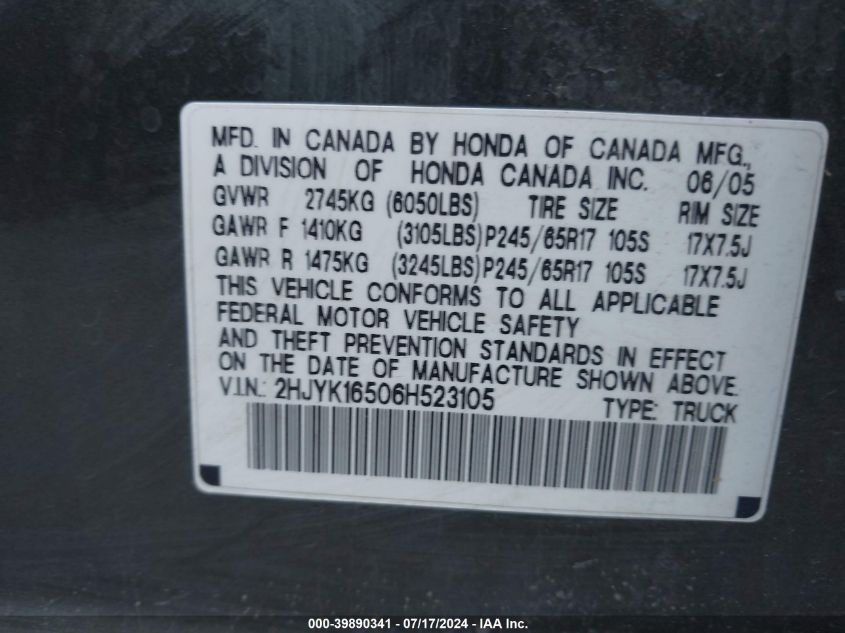 MFD. IN CANADA BY HONDA OF CANADA MFG.,
A DIVISION OF HONDA CANADA INC. 06/05
GVWR 2745KG (6050LBS) TIRE SIZE RIM SIZE
GAWR F 1410KG (3105LBS) P245/65R17 105S 17X7.5J
GAWR R 1475KG (3245LBS) P245/65R17 105S 17X7.5J
THIS VEHICLE CONFORMS TO ALL APPLICABLE
FEDERAL MOTOR VEHICLE SAFETY
AND THEFT PREVENTION STANDARDS IN EFFECT
ON THE DATE OF MANUFACTURE SHOWN ABOVE.
V.I.N.: 2HJYK16506H523105 TYPE: TRUCK
000-39890341 - 07/17/2024 - IAA Inc.